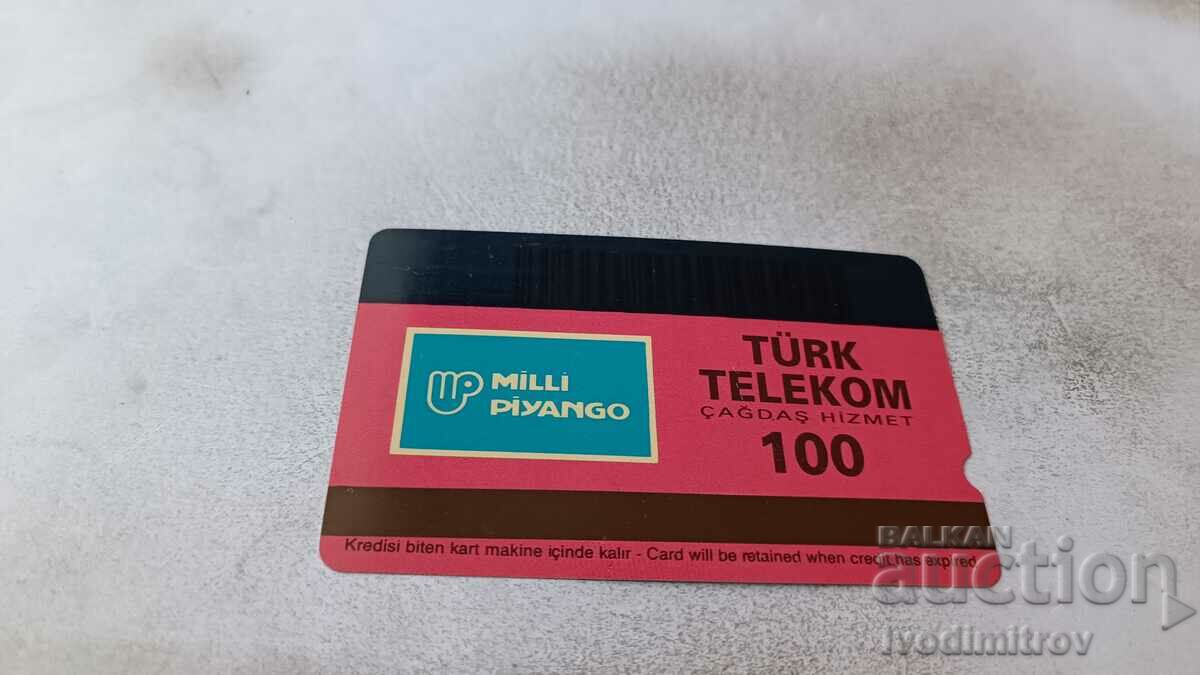 MİLLİ
PİYANGO
TÜRK
TELEKOM
ÇAĞDAŞ HİZMET
100
Kredisi biten kart makine içinde kalır - Card will be retained when credit has expired
BALKAN
auction
Ivodimitrov